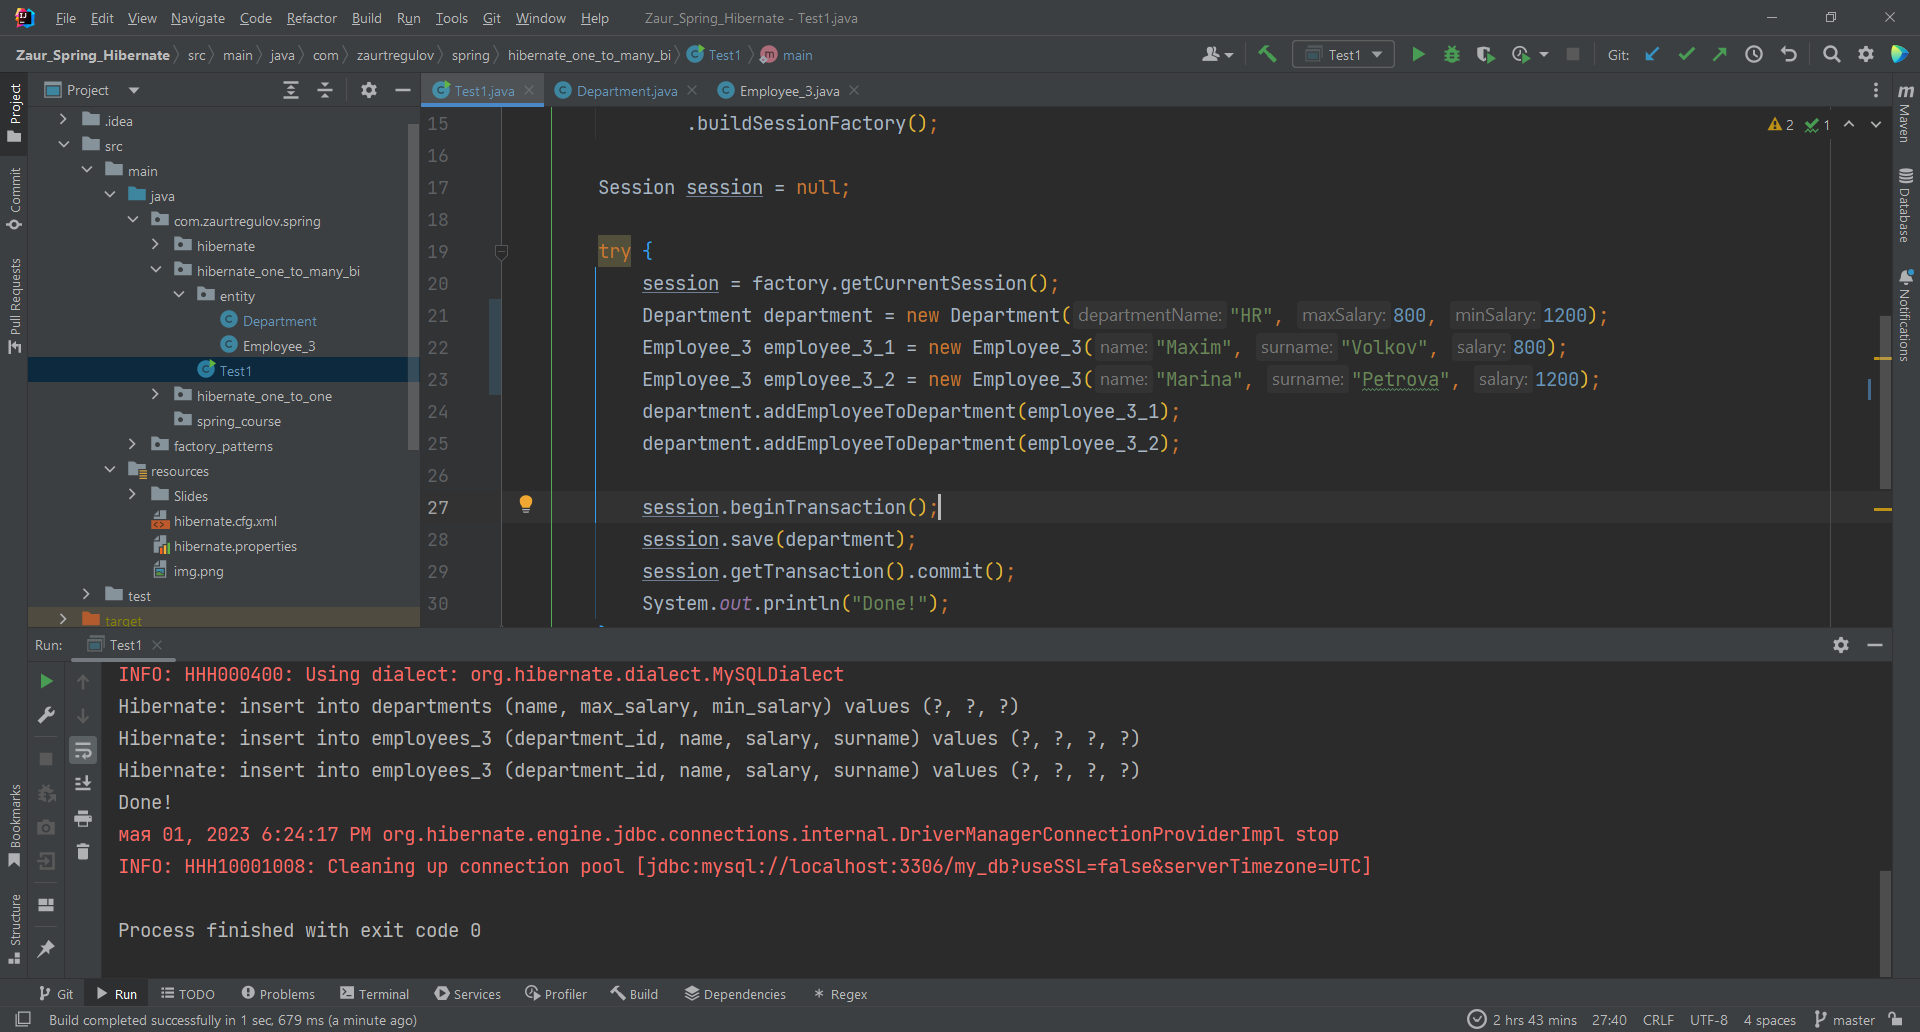 File Edit View Navigate Code Refactor Build Run Tools Git Window Help Zaur_Spring_Hibernate - Test1.java
Zaur_Spring_Hibernate src main java com zaurtregulov spring hibernate_one_to_many_bi Test1 main Test1 Git:
Project
Test1.java Department.java Employee_3.java
Project
Commit
Pull Requests
Bookmarks
Structure
.idea
src
main
java
com.zaurtregulov.spring
hibernate
hibernate_one_to_many_bi
entity
Department
Employee_3
Test1
hibernate_one_to_one
spring_course
factory_patterns
resources
Slides
hibernate.cfg.xml
hibernate.properties
img.png
test
target
2 1
15 .buildSessionFactory();
16
17 Session session = null;
18
19 try {
20 session = factory.getCurrentSession();
21 Department department = new Department( departmentName: "HR", maxSalary: 800, minSalary: 1200);
22 Employee_3 employee_3_1 = new Employee_3( name: "Maxim", surname: "Volkov", salary: 800);
23 Employee_3 employee_3_2 = new Employee_3( name: "Marina", surname: "Petrova", salary: 1200);
24 department.addEmployeeToDepartment(employee_3_1);
25 department.addEmployeeToDepartment(employee_3_2);
26
27 session.beginTransaction();
28 session.save(department);
29 session.getTransaction().commit();
30 System.out.println("Done!");
Maven
Database
Notifications
Run: Test1
INFO: HHH000400: Using dialect: org.hibernate.dialect.MySQLDialect
Hibernate: insert into departments (name, max_salary, min_salary) values (?, ?, ?)
Hibernate: insert into employees_3 (department_id, name, salary, surname) values (?, ?, ?, ?)
Hibernate: insert into employees_3 (department_id, name, salary, surname) values (?, ?, ?, ?)
Done!
мая 01, 2023 6:24:17 PM org.hibernate.engine.jdbc.connections.internal.DriverManagerConnectionProviderImpl stop
INFO: HHH10001008: Cleaning up connection pool [jdbc:mysql://localhost:3306/my_db?useSSL=false&serverTimezone=UTC]
Process finished with exit code 0
Git Run TODO Problems Terminal Services Profiler Build Dependencies Regex
Build completed successfully in 1 sec, 679 ms (a minute ago) 2 hrs 43 mins 27:40 CRLF UTF-8 4 spaces master